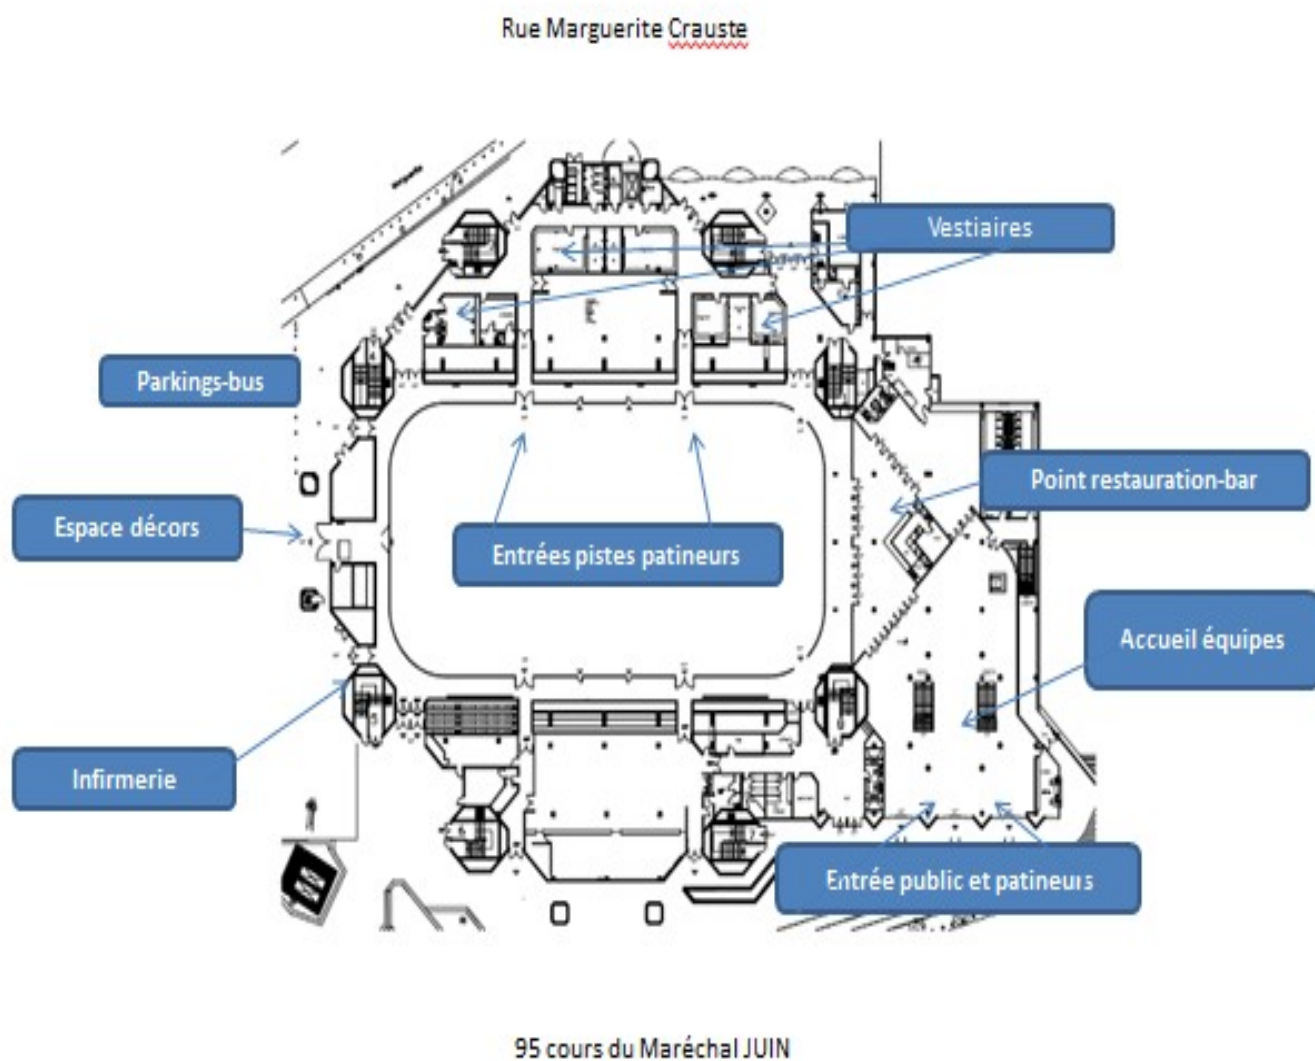 Rue Marguerite Crauste
Vestiaires
Parkings-bus
Point restauration-bar
Espace décors
Entrées pistes patineurs
Accueil équipes
Infirmerie
Entrée public et patineurs
95 cours du Maréchal JUIN